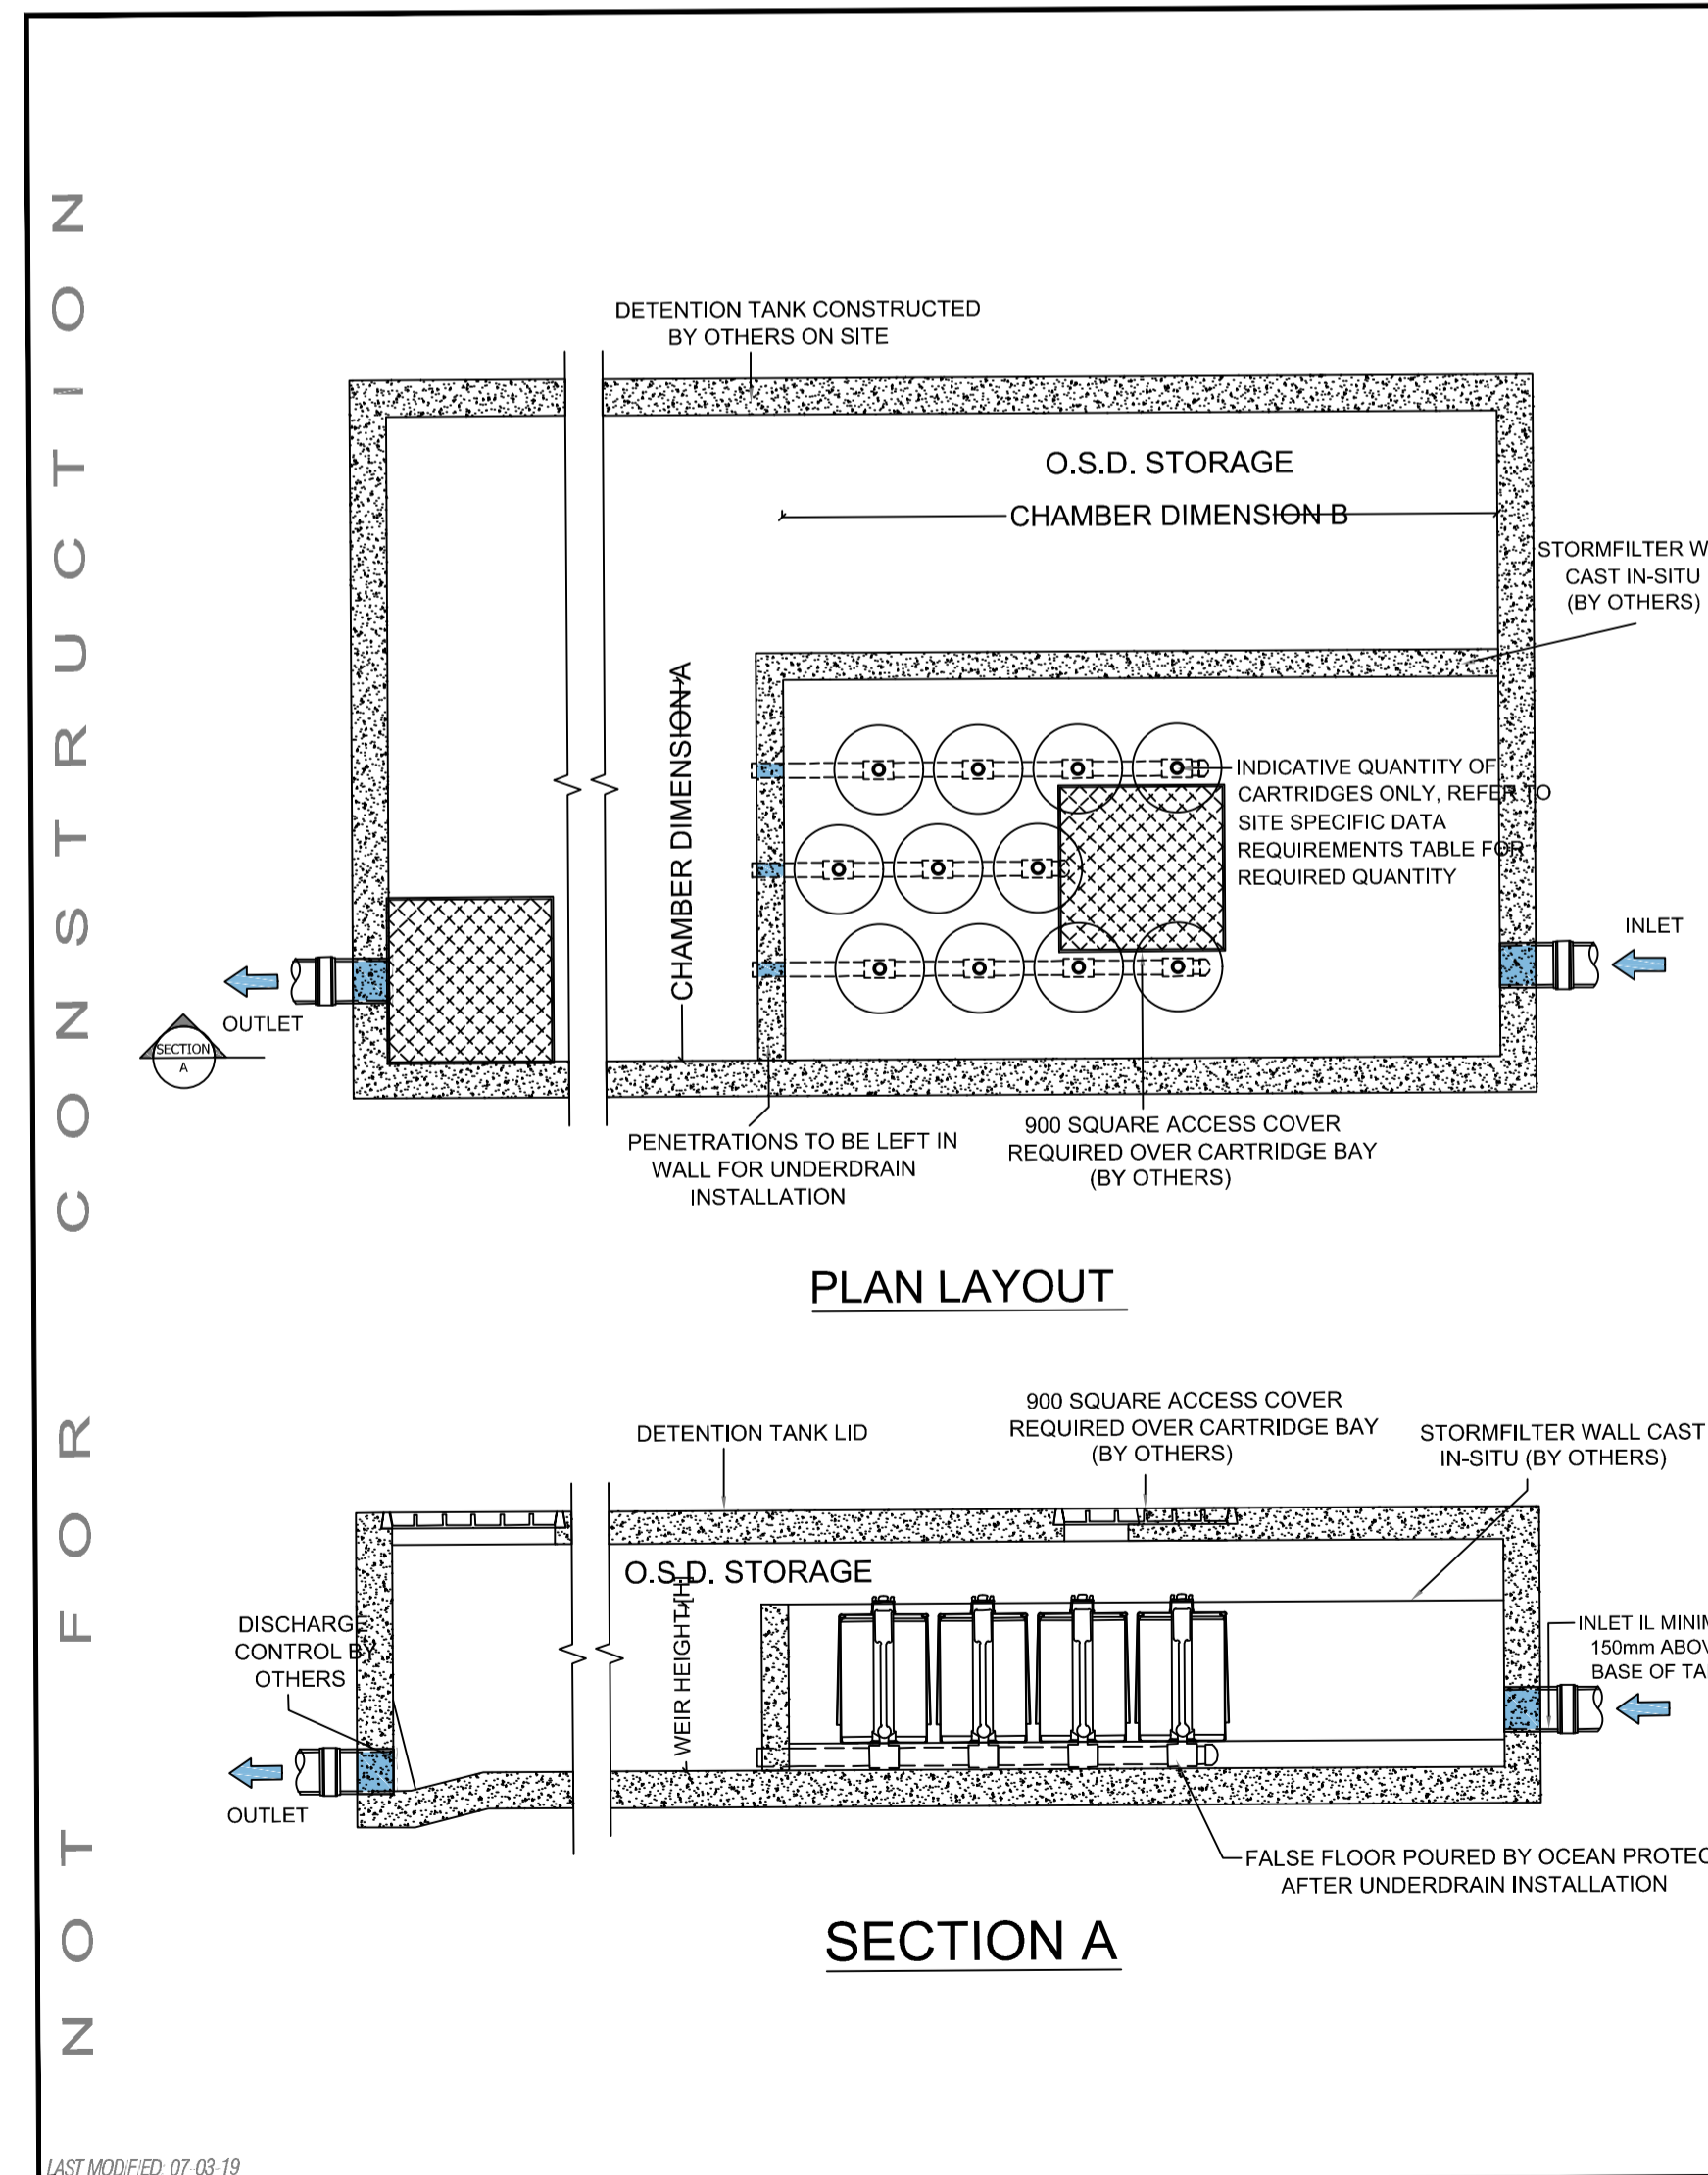 NOT FOR CONSTRUCTION
DETENTION TANK CONSTRUCTED
BY OTHERS ON SITE
O.S.D. STORAGE
CHAMBER DIMENSION B
STORMFILTER
CAST IN-SITU
(BY OTHERS)
CHAMBER DIMENSION A
INDICATIVE QUANTITY OF
CARTRIDGES ONLY, REFER TO
SITE SPECIFIC DATA
REQUIREMENTS TABLE FOR
REQUIRED QUANTITY
INLET
OUTLET
SECTION
A
PENETRATIONS TO BE LEFT IN
WALL FOR UNDERDRAIN
INSTALLATION
900 SQUARE ACCESS COVER
REQUIRED OVER CARTRIDGE BAY
(BY OTHERS)
PLAN LAYOUT
DETENTION TANK LID
900 SQUARE ACCESS COVER
REQUIRED OVER CARTRIDGE BAY
(BY OTHERS)
STORMFILTER WALL CAST
IN-SITU (BY OTHERS)
O.S.D. STORAGE
WEIR HEIGHT [H]
DISCHARGE
CONTROL BY
OTHERS
INLET IL
150mm
BASE OF
OUTLET
FALSE FLOOR POURED BY OCEAN
AFTER UNDERDRAIN INSTALLATION
SECTION A
LAST MODIFIED: 07-03-19